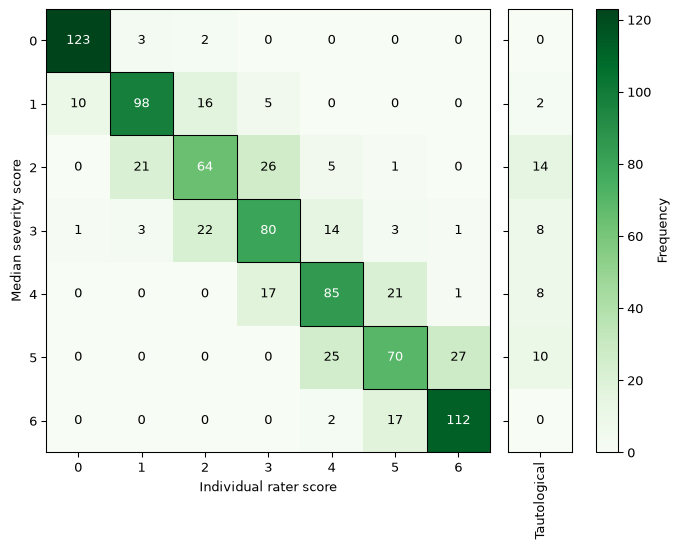 0 123 3 2 0 0 0 0 0
1 10 98 16 5 0 0 0 2
2 0 21 64 26 5 1 0 14
3 1 3 22 80 14 3 1 8
4 0 0 0 17 85 21 1 8
5 0 0 0 0 25 70 27 10
6 0 0 0 0 2 17 112 0
0 1 2 3 4 5 6
Individual rater score
Median severity score
Tautological
120
100
80
60
40
20
0
Frequency